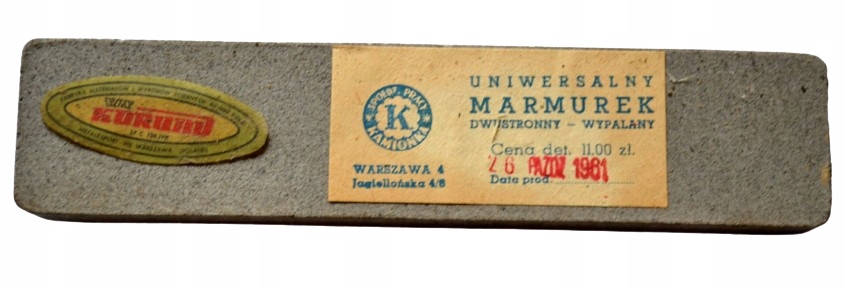 KORUND
SPÓŁDZ. PRACY
K
KAMIONKA
WARSZAWA 4
Jagiellońska 4/6
UNIWERSALNY
MARMUREK
DWUSTRONNY – WYPALANY
Cena det. 11.00 zł.
26 PAŹDZ 1961
Data prod.